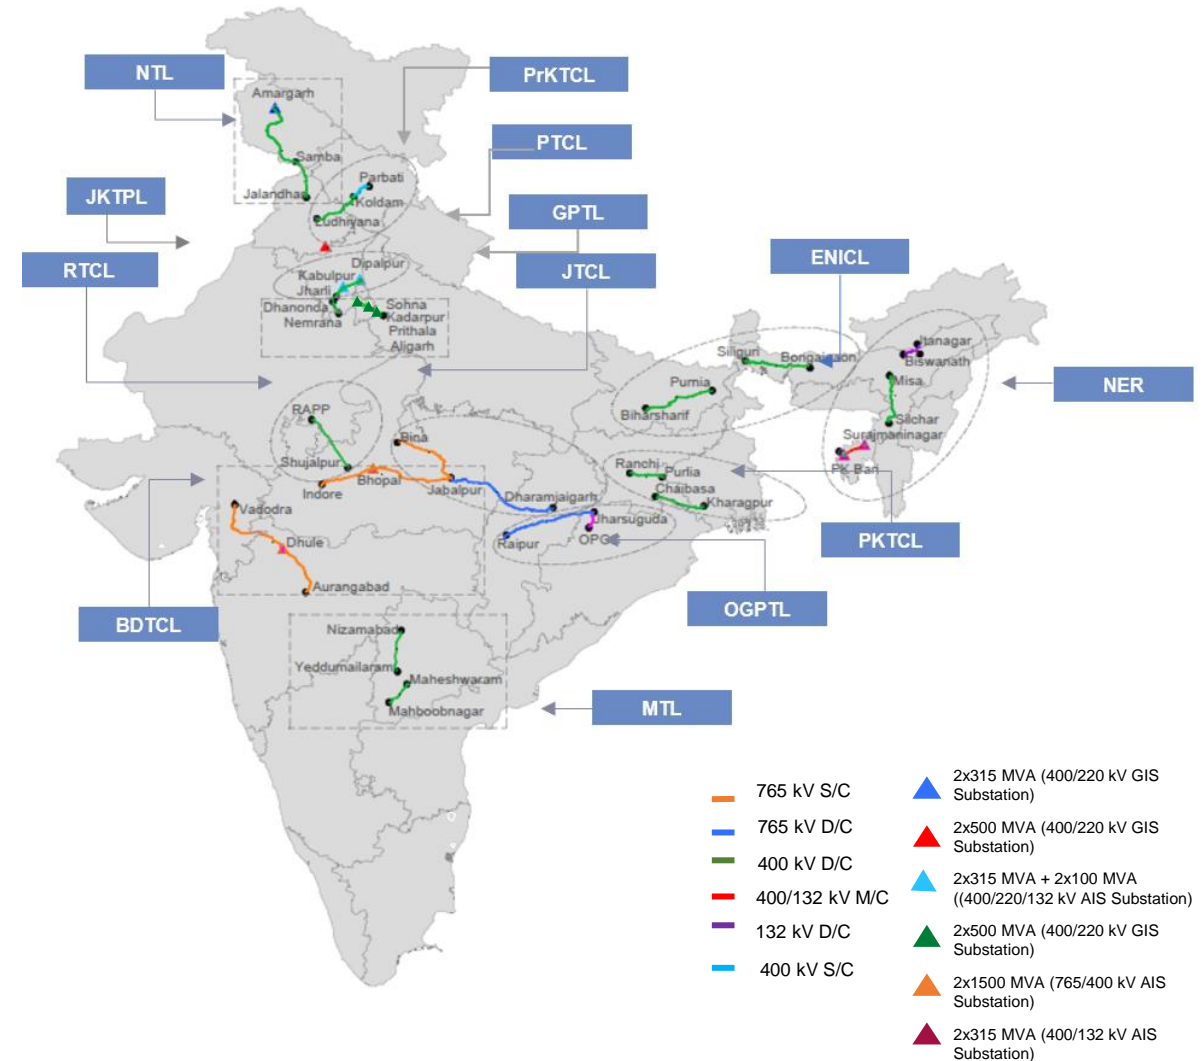 NTL
PrKTCL
Amargarh
PTCL
Samba
Parbati
JKTPL
Jalandhar
Koldam
GPTL
Ludhiyana
ENICL
RTCL
Dipalpur
JTCL
Kabulpur
Jharli
Dhanonda
Sohna
Nemrana
Kadarpur
Prithala
Aligarh
Itanagar
Siliguri
Bongaigaon
Biswanath
Misa
NER
Purnia
Biharsharif
RAPP
Silchar
Surajmaninagar
Bina
Shujalpur
Ranchi
Purlia
PK Bari
Bhopal
Indore
Jabalpur
Chaibasa
Dharamjaigarh
Kharagpur
Vadodra
Jharsuguda
OPGC
Raipur
PKTCL
Dhule
Aurangabad
OGPTL
BDTCL
Nizamabad
Yeddumailaram
Maheshwaram
Mahboobnagar
MTL
765 kV S/C
765 kV D/C
400 kV D/C
400/132 kV M/C
132 kV D/C
400 kV S/C
2x315 MVA (400/220 kV GIS
Substation)
2x500 MVA (400/220 kV GIS
Substation)
2x315 MVA + 2x100 MVA
((400/220/132 kV AIS Substation)
2x500 MVA (400/220 kV GIS
Substation)
2x1500 MVA (765/400 kV AIS
Substation)
2x315 MVA (400/132 kV AIS
Substation)